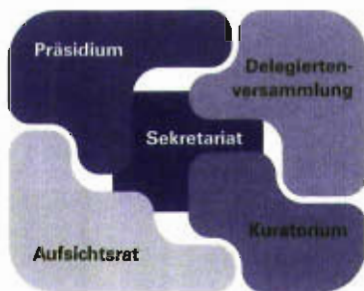 Präsidium
Delegierten-
versammlung
Sekretariat
Kuratorium
Aufsichtsrat